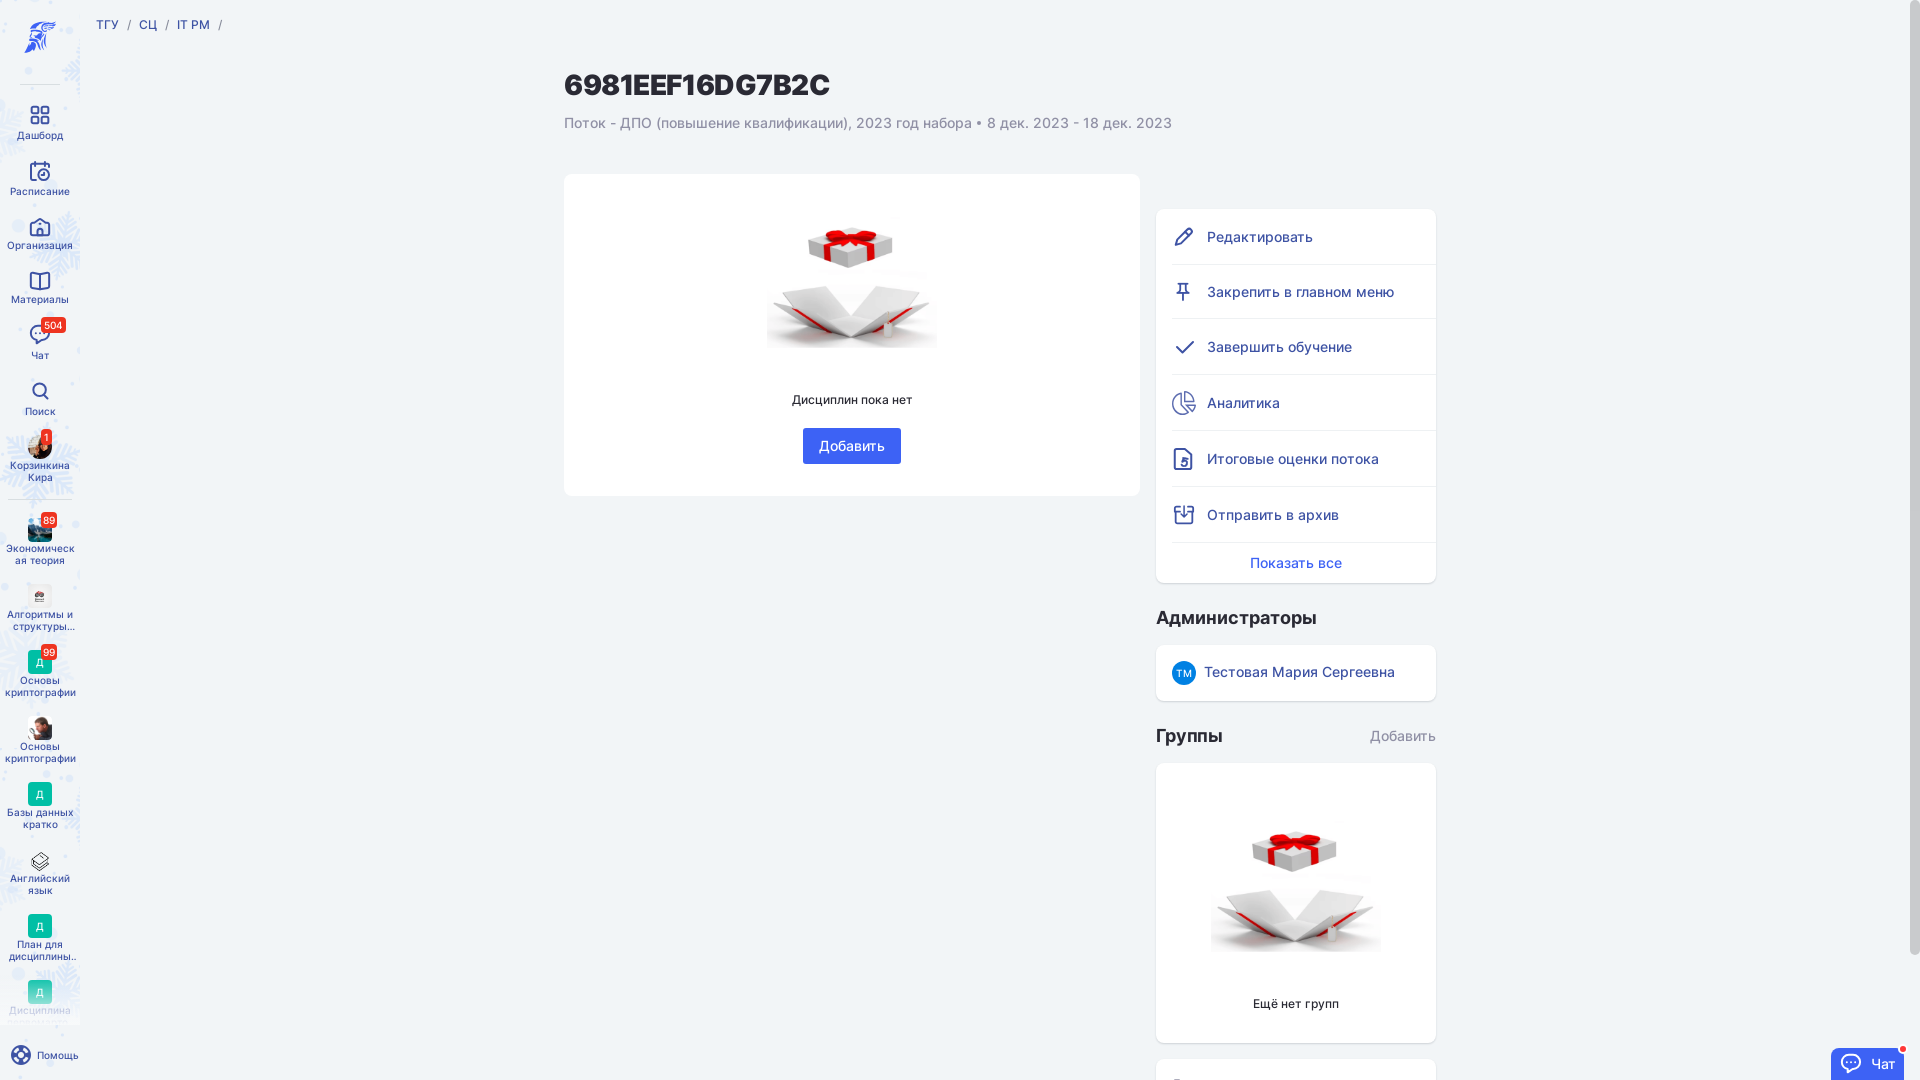 ТГУ / СЦ / IT PM /
6981EEF16DG7B2C
Поток - ДПО (повышение квалификации), 2023 год набора • 8 дек. 2023 - 18 дек. 2023
Дашборд
Расписание
Организация
Материалы
504
Чат
Поиск
1
Корзинкина
Кира
89
Экономическ
ая теория
Алгоритмы и
структуры...
99
Д
Основы
криптографии
Основы
криптографии
Д
Базы данных
кратко
Английский
язык
Д
План для
дисциплины..
Д
Дисциплина
Помощь
Дисциплин пока нет
Добавить
Редактировать
Закрепить в главном меню
Завершить обучение
Аналитика
Итоговые оценки потока
Отправить в архив
Показать все
Администраторы
ТМ Тестовая Мария Сергеевна
Группы Добавить
Ещё нет групп
Чат